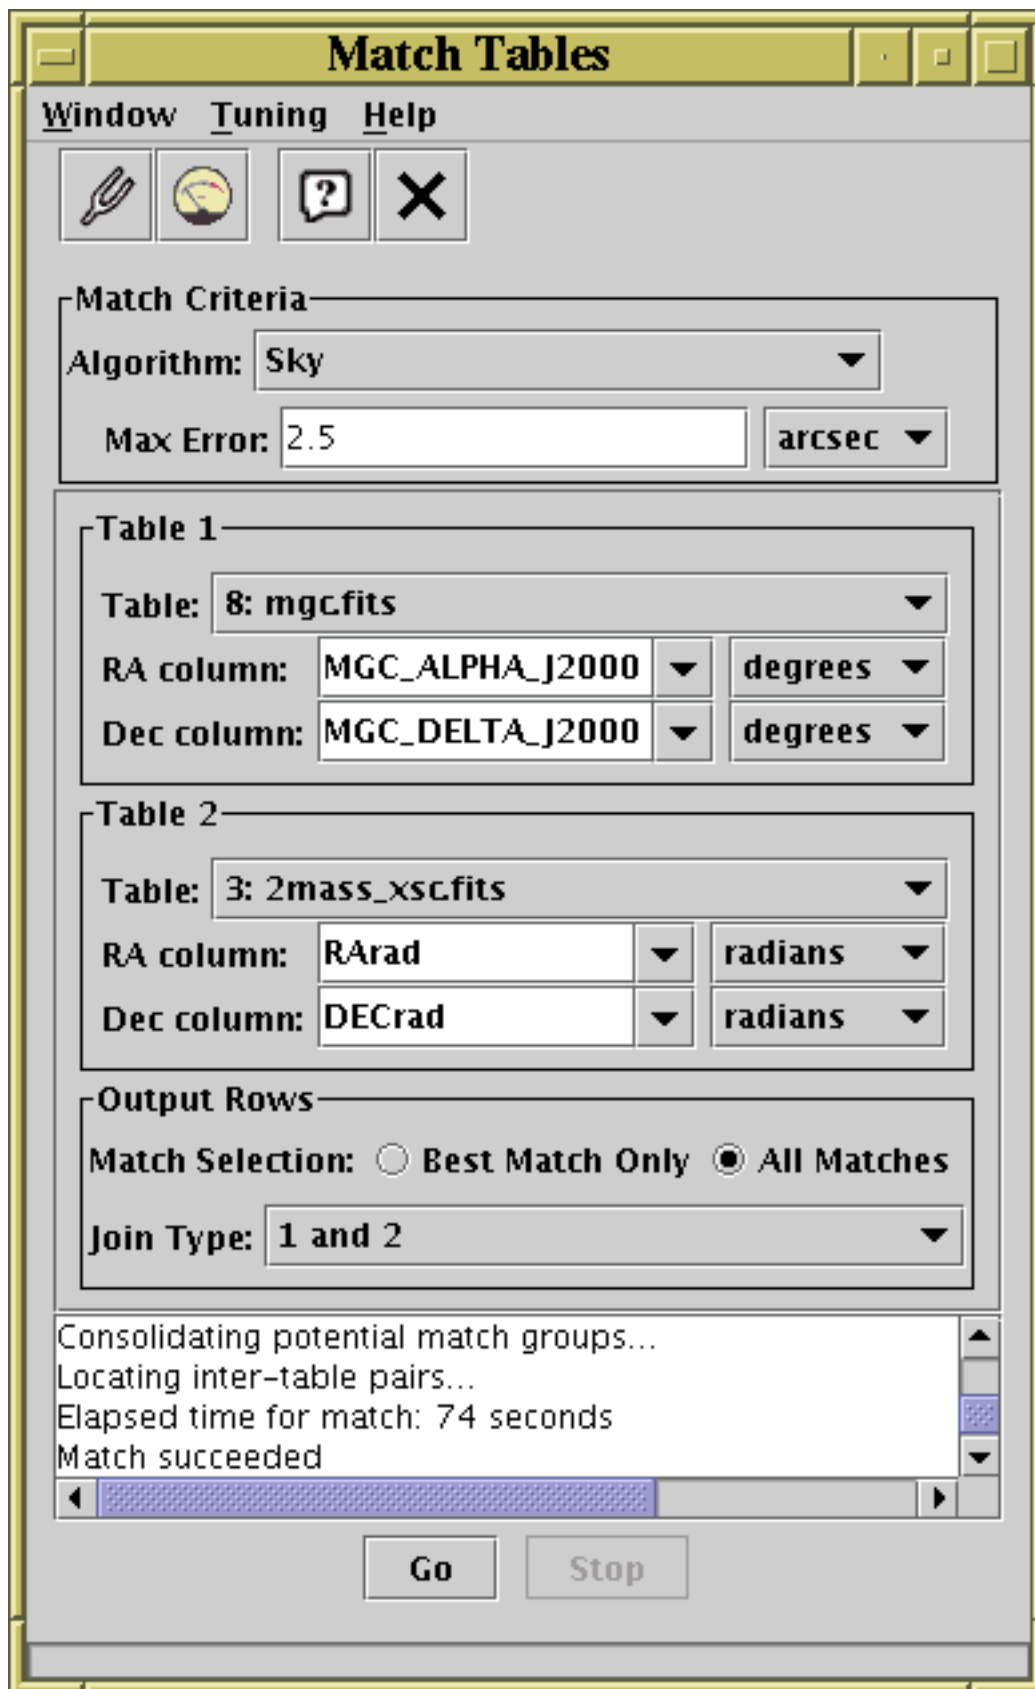 Match Tables
Window Tuning Help
?
Match Criteria
Algorithm: Sky
Max Error: 2.5 arcsec
Table 1
Table: 8: mgc.fits
RA column: MGC_ALPHA_J2000 degrees
Dec column: MGC_DELTA_J2000 degrees
Table 2
Table: 3: 2mass_xsc.fits
RA column: RArad radians
Dec column: DECrad radians
Output Rows
Match Selection: Best Match Only All Matches
Join Type: 1 and 2
Consolidating potential match groups...
Locating inter-table pairs...
Elapsed time for match: 74 seconds
Match succeeded
Go Stop